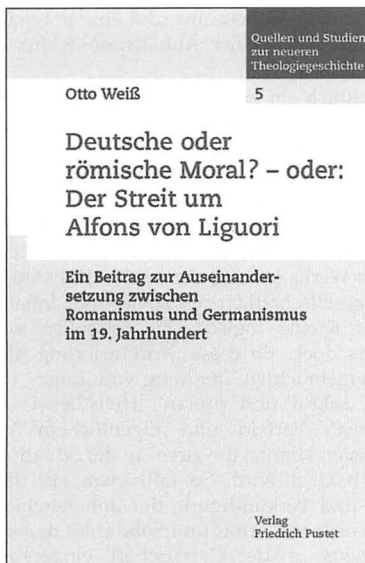 Quellen und Studien
zur neueren
Theologiegeschichte
Otto Weiß
5
Deutsche oder
römische Moral? – oder:
Der Streit um
Alfons von Liguori
Ein Beitrag zur Auseinander-
setzung zwischen
Romanismus und Germanismus
im 19. Jahrhundert
Verlag
Friedrich Pustet